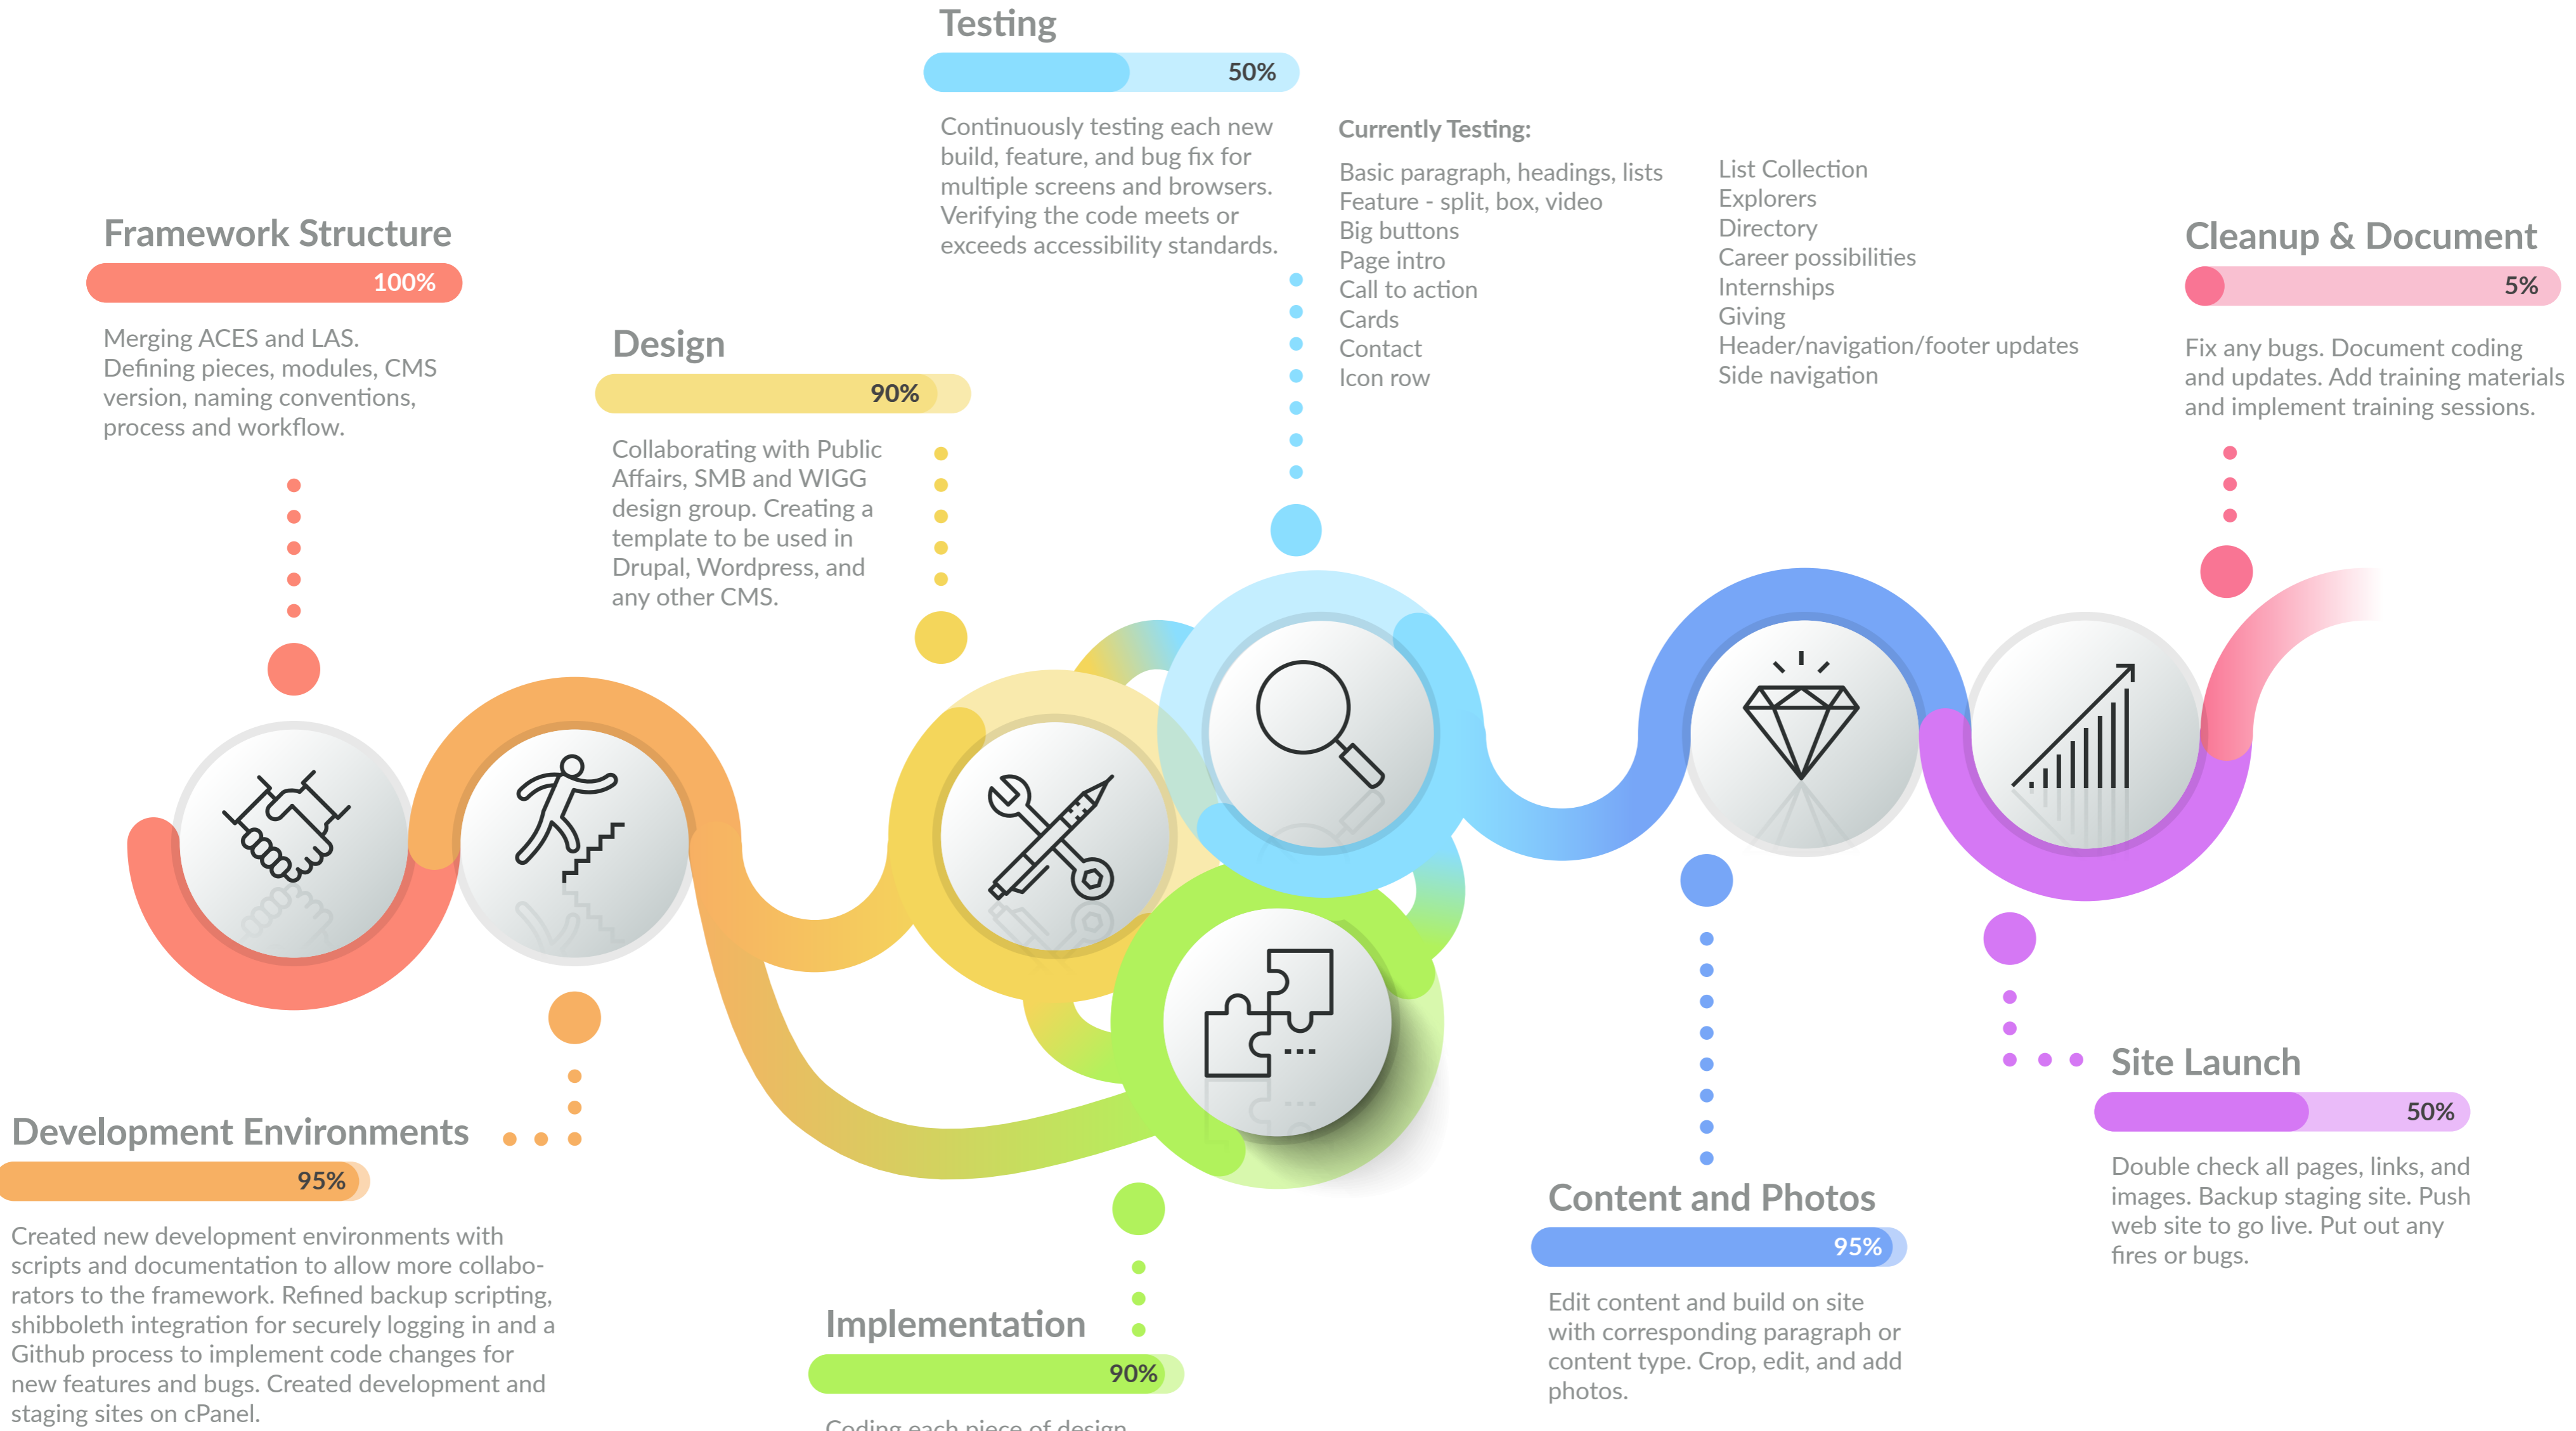 Testing
50%
Continuously testing each new
build, feature, and bug fix for
multiple screens and browsers.
Verifying the code meets or
exceeds accessibility standards.
Currently Testing:
Basic paragraph, headings, lists
Feature - split, box, video
Big buttons
Page intro
Call to action
Cards
Contact
Icon row
List Collection
Explorers
Directory
Career possibilities
Internships
Giving
Header/navigation/footer updates
Side navigation
Framework Structure
100%
Merging ACES and LAS.
Defining pieces, modules, CMS
version, naming conventions,
process and workflow.
Design
90%
Collaborating with Public
Affairs, SMB and WIGG
design group. Creating a
template to be used in
Drupal, Wordpress, and
any other CMS.
Cleanup & Document
5%
Fix any bugs. Document coding
and updates. Add training materials
and implement training sessions.
Development Environments
95%
Created new development environments with
scripts and documentation to allow more collabo-
rators to the framework. Refined backup scripting,
shibboleth integration for securely logging in and a
Github process to implement code changes for
new features and bugs. Created development and
staging sites on cPanel.
Implementation
90%
Coding each piece of design
Content and Photos
95%
Edit content and build on site
with corresponding paragraph or
content type. Crop, edit, and add
photos.
Site Launch
50%
Double check all pages, links, and
images. Backup staging site. Push
web site to go live. Put out any
fires or bugs.